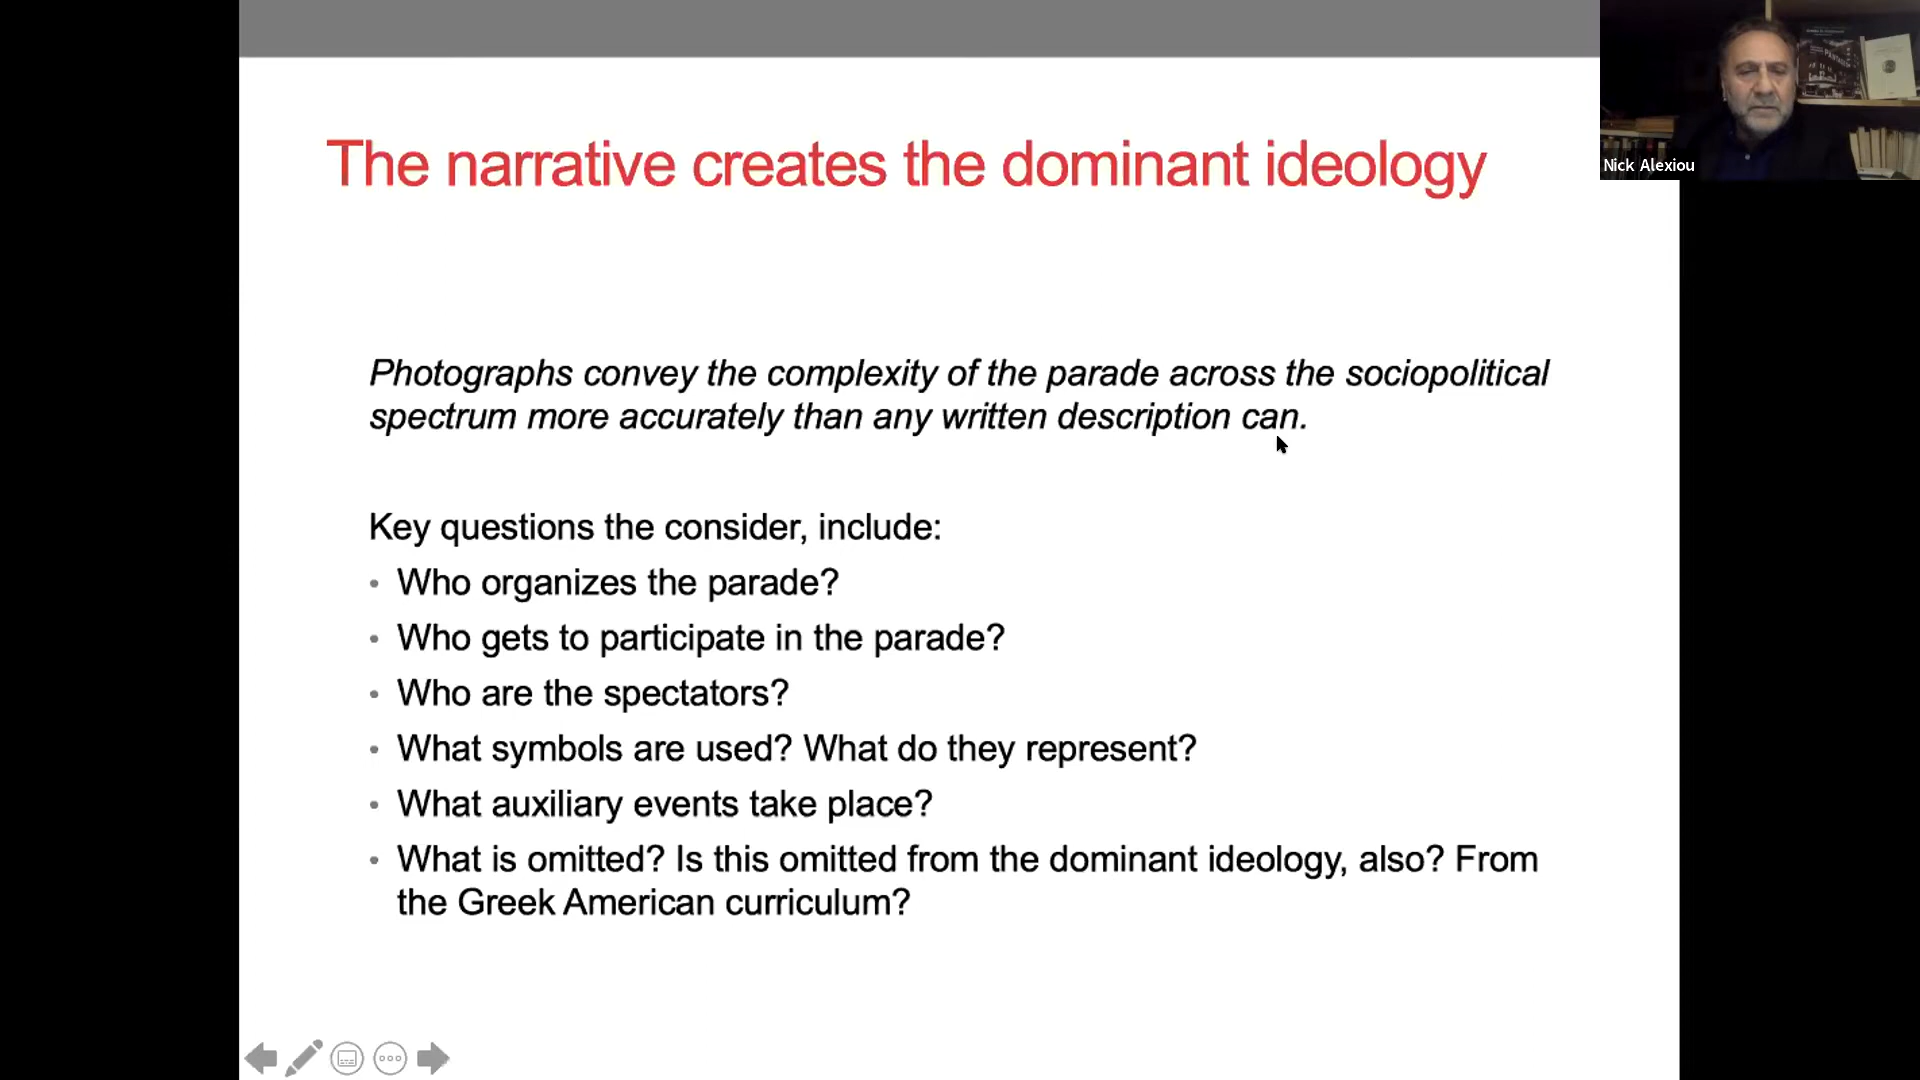 The narrative creates the dominant ideology
Nick Alexiou
Photographs convey the complexity of the parade across the sociopolitical
spectrum more accurately than any written description can.
Key questions the consider, include:
• Who organizes the parade?
• Who gets to participate in the parade?
• Who are the spectators?
• What symbols are used? What do they represent?
• What auxiliary events take place?
• What is omitted? Is this omitted from the dominant ideology, also? From
the Greek American curriculum?